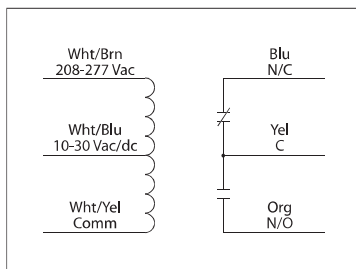 Wht/Brn
208-277 Vac
Wht/Blu
10-30 Vac/dc
Wht/Yel
Comm
Blu
N/C
Yel
C
Org
N/O